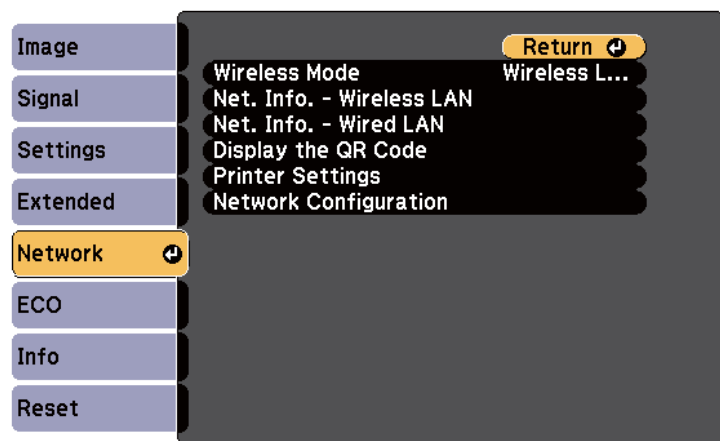 Image
Signal
Settings
Extended
Network
ECO
Info
Reset
Return
Wireless Mode Wireless L...
Net. Info. - Wireless LAN
Net. Info. - Wired LAN
Display the QR Code
Printer Settings
Network Configuration